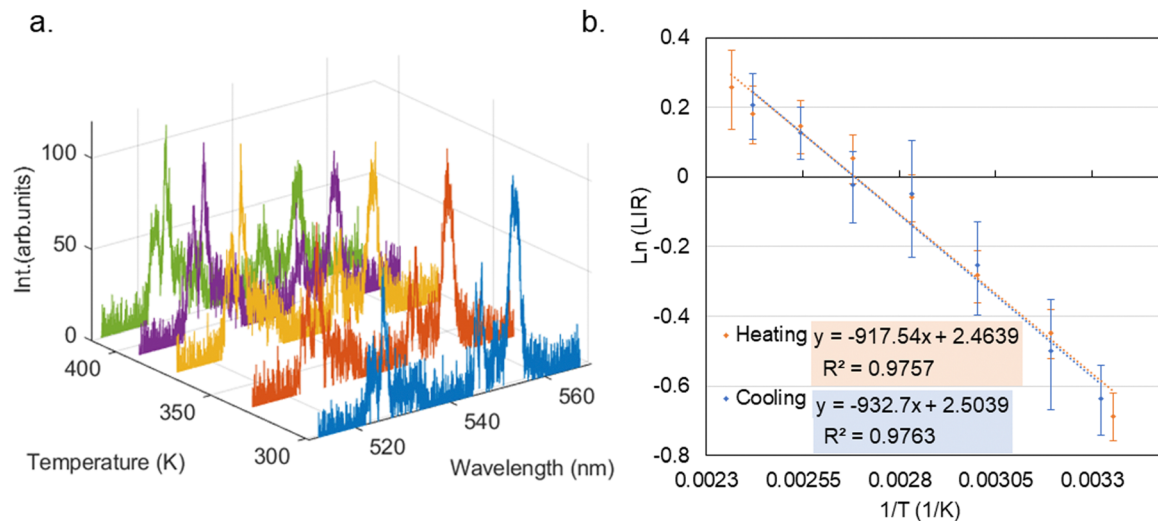 a.
Int.(arb.units)
100
50
0
400
350
300
Temperature (K)
520
540
560
Wavelength (nm)
b.
Ln (LIR)
0.4
0.2
0
-0.2
-0.4
-0.6
-0.8
Heating y = -917.54x + 2.4639
R² = 0.9757
Cooling y = -932.7x + 2.5039
R² = 0.9763
0.0023 0.00255 0.0028 0.00305 0.0033
1/T (1/K)